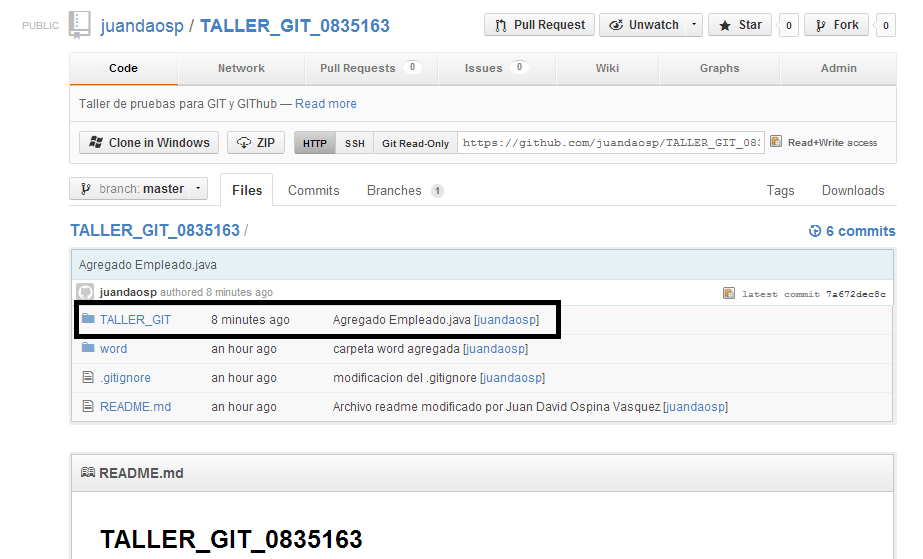 PUBLIC juandaosp / TALLER_GIT_0835163 Pull Request Unwatch Star 0 Fork 0
Code Network Pull Requests 0 Issues 0 Wiki Graphs Admin
Taller de pruebas para GIT y GIThub — Read more
Clone in Windows ZIP HTTP SSH Git Read-Only https://github.com/juandaosp/TALLER_GIT_083 Read+Write access
branch: master Files Commits Branches 1 Tags Downloads
TALLER_GIT_0835163 / 6 commits
Agregado Empleado.java
juandaosp authored 8 minutes ago latest commit 7a672dec8c
TALLER_GIT 8 minutes ago Agregado Empleado.java [juandaosp]
word an hour ago carpeta word agregada [juandaosp]
.gitignore an hour ago modificacion del .gitignore [juandaosp]
README.md an hour ago Archivo readme modificado por Juan David Ospina Vasquez [juandaosp]
README.md
TALLER_GIT_0835163